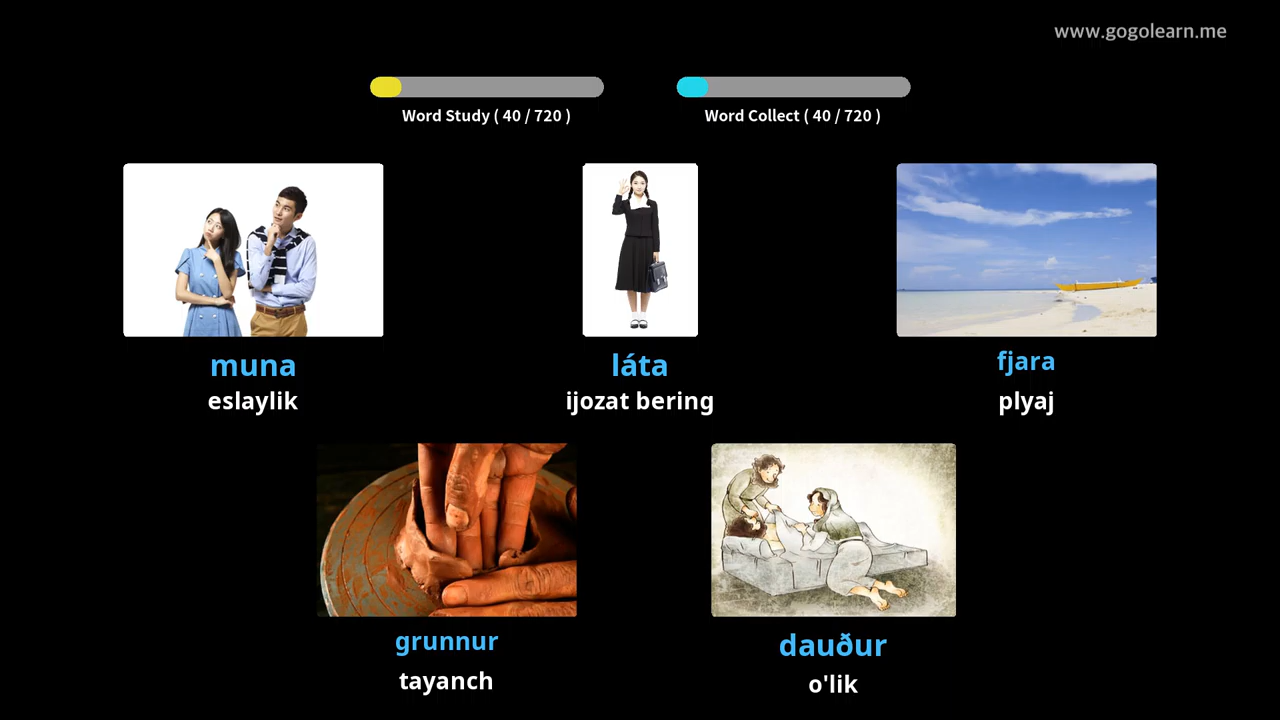 www.gogolearn.me
Word Study ( 40 / 720 )
Word Collect ( 40 / 720 )
muna
eslaylik
láta
ijozat bering
fjara
plyaj
grunnur
tayanch
dauður
o'lik